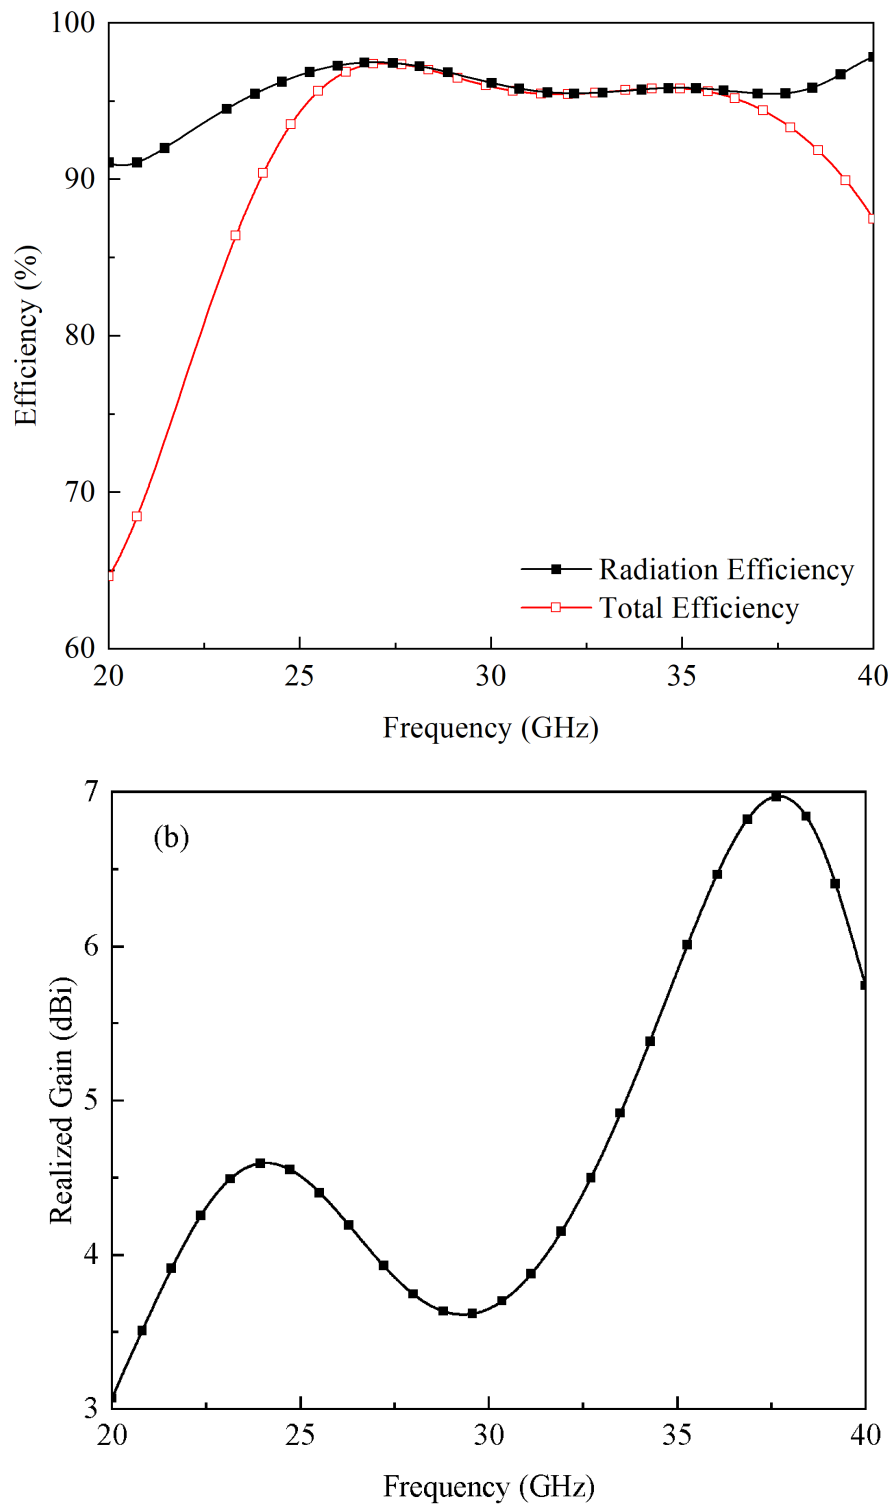 100
90
80
70
60
Efficiency (%)
Radiation Efficiency
Total Efficiency
20 25 30 35 40
Frequency (GHz)
7
(b)
6
5
4
3
Realized Gain (dBi)
20 25 30 35 40
Frequency (GHz)